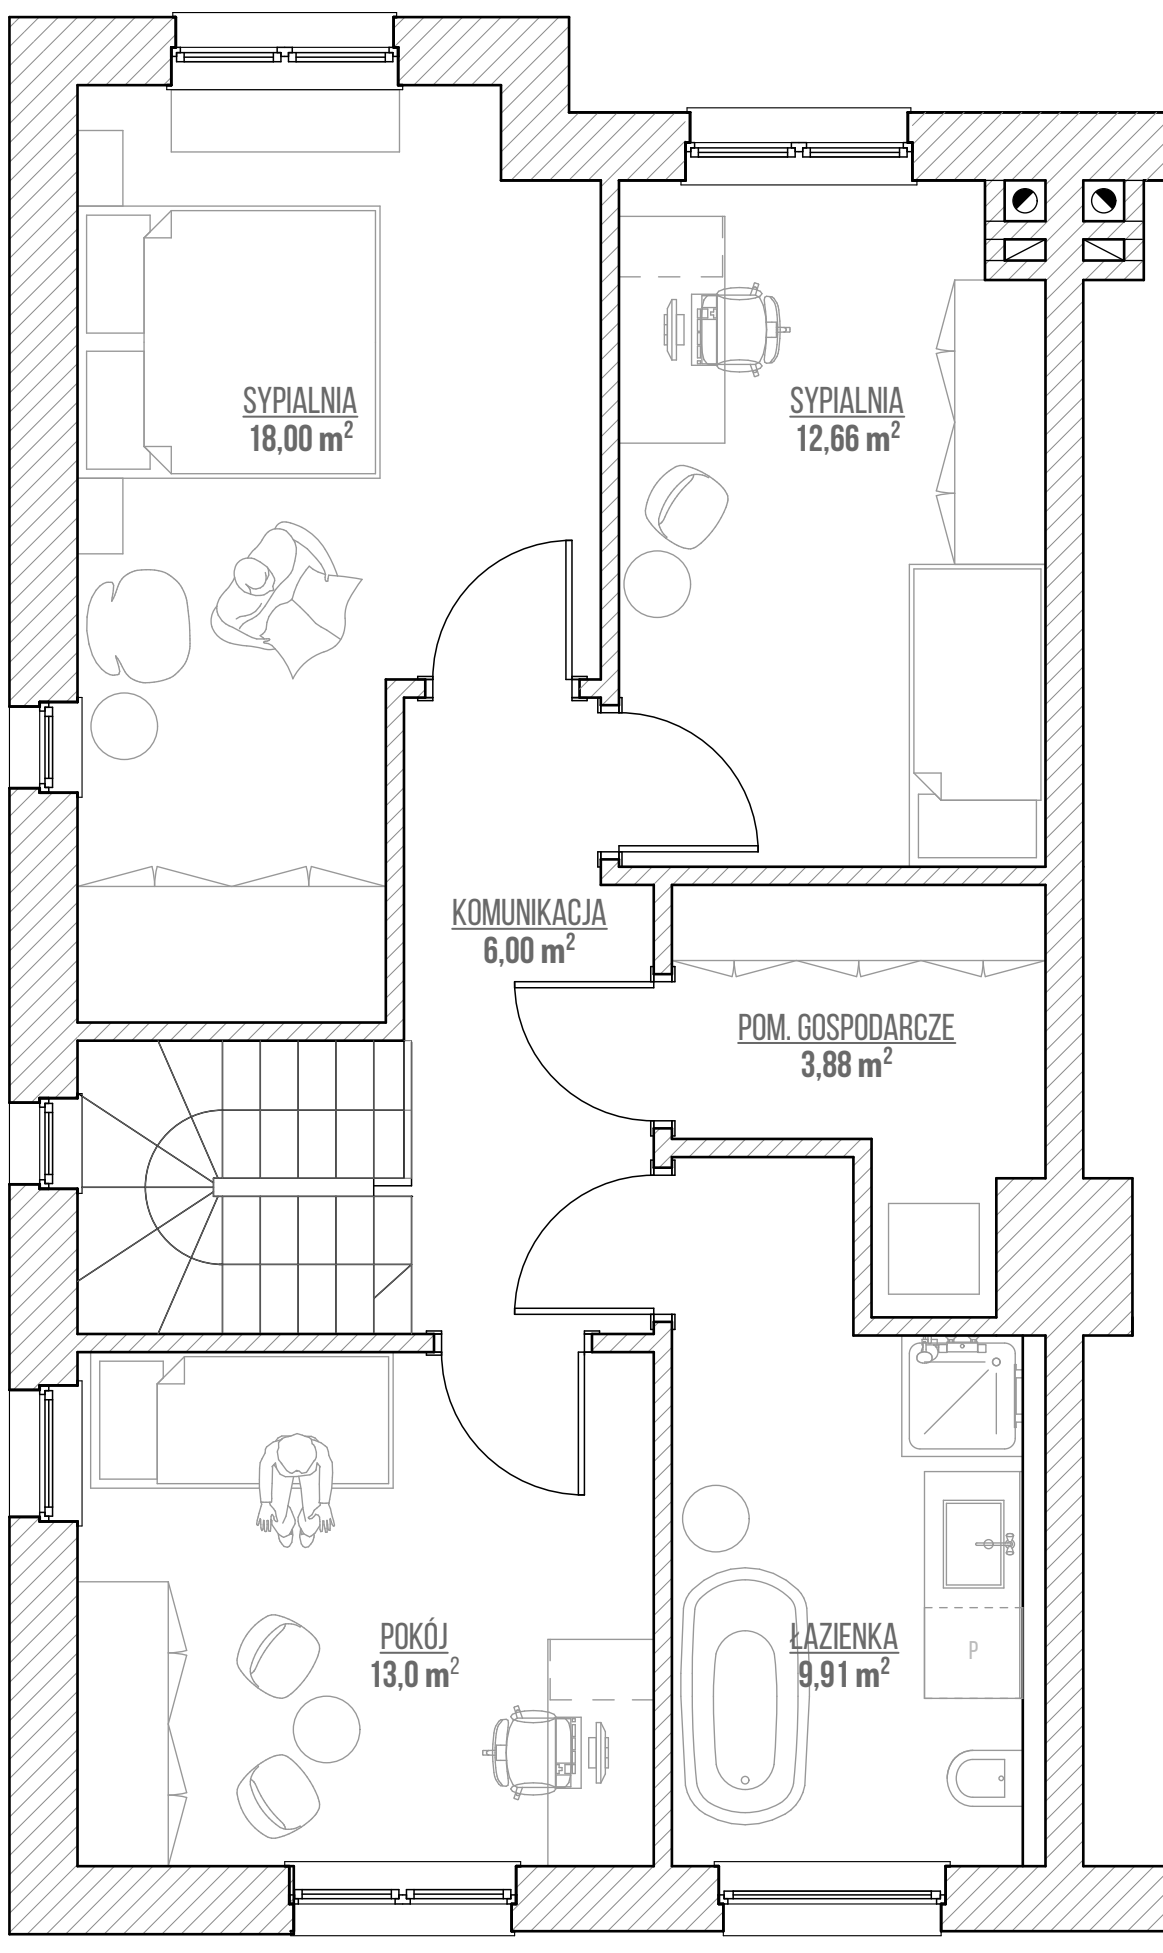 SYPIALNIA
18,00 m²
SYPIALNIA
12,66 m²
KOMUNIKACJA
6,00 m²
POM. GOSPODARCZE
3,88 m²
POKÓJ
13,0 m²
ŁAZIENKA
9,91 m²
P